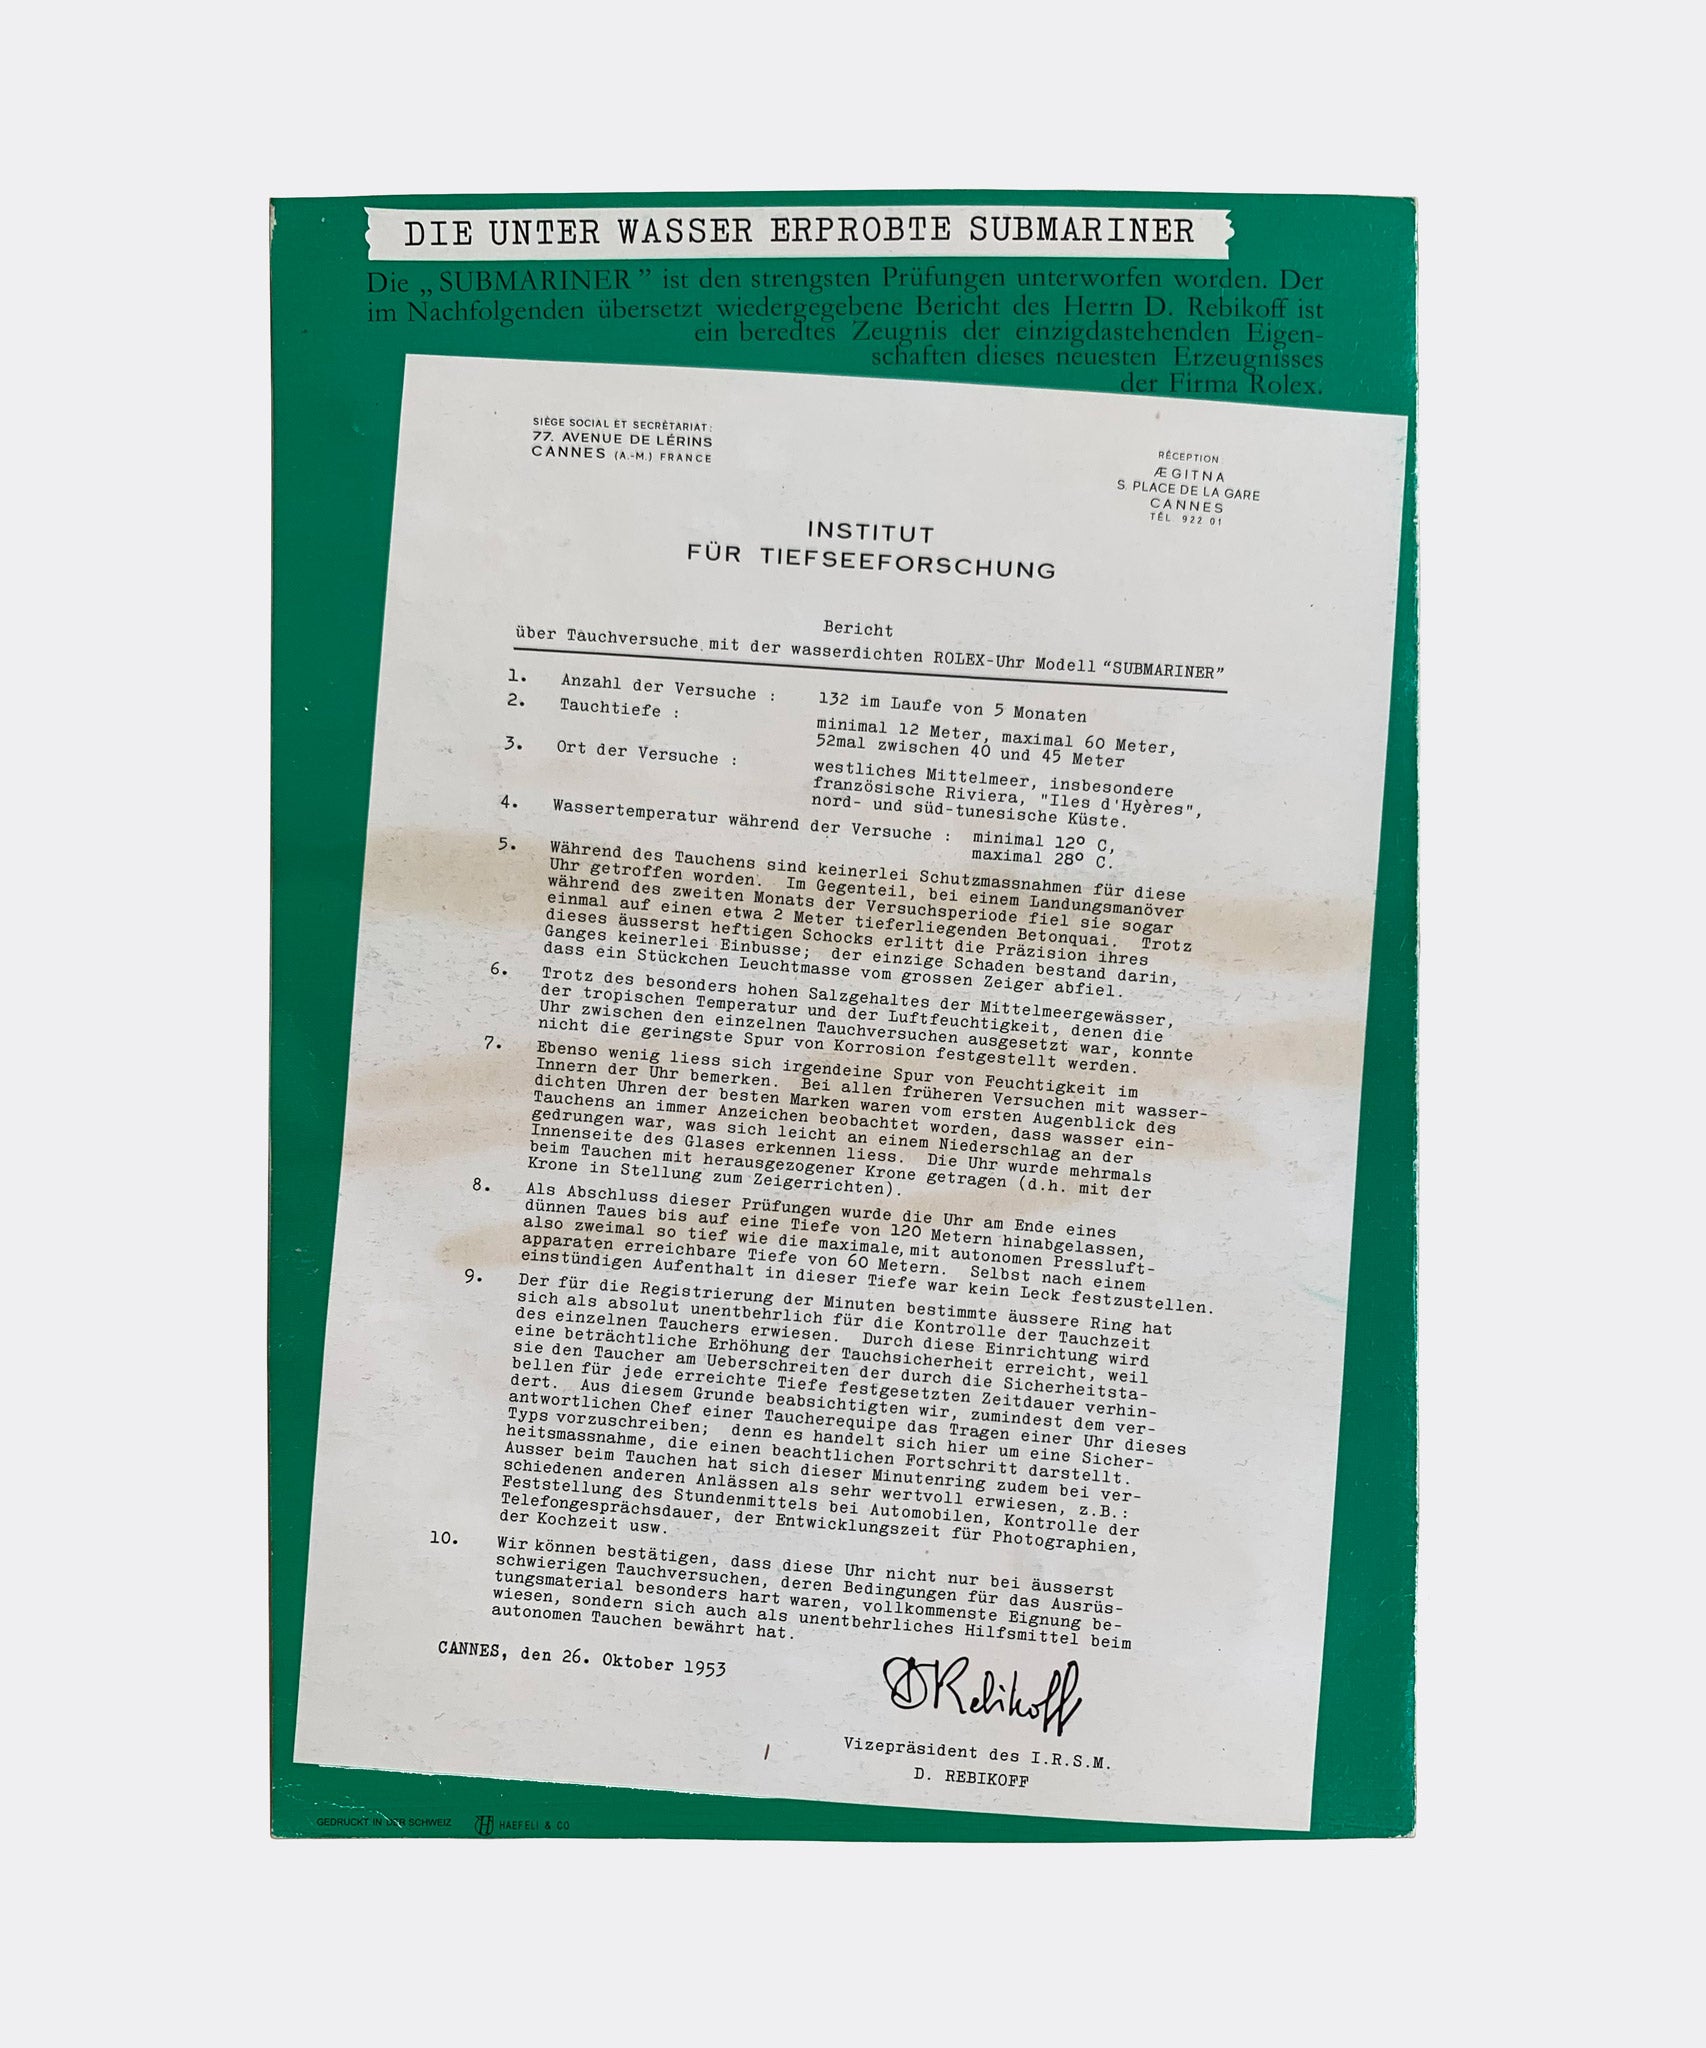 DIE UNTER WASSER ERPROBTE SUBMARINER
Die „SUBMARINER” ist den strengsten Prüfungen unterworfen worden. Der
im Nachfolgenden übersetzt wiedergegebene Bericht des Herrn D. Rebikoff ist
ein beredtes Zeugnis der einzigdastehenden Eigen-
schaften dieses neuesten Erzeugnisses
der Firma Rolex.
SIÈGE SOCIAL ET SECRÉTARIAT:
77. AVENUE DE LÉRINS
CANNES (A.-M.) FRANCE
RÉCEPTION
ÆGITNA
S. PLACE DE LA GARE
CANNES
TÉL. 922 01
INSTITUT
FÜR TIEFSEEFORSCHUNG
Bericht
über Tauchversuche mit der wasserdichten ROLEX-Uhr Modell “SUBMARINER”
1. Anzahl der Versuche : 132 im Laufe von 5 Monaten
2. Tauchtiefe : minimal 12 Meter, maximal 60 Meter,
52mal zwischen 40 und 45 Meter
3. Ort der Versuche : westliches Mittelmeer, insbesondere
französische Riviera, "Iles d'Hyères",
nord- und süd-tunesische Küste.
4. Wassertemperatur während der Versuche : minimal 12º C,
maximal 28º C.
5. Während des Tauchens sind keinerlei Schutzmassnahmen für diese
Uhr getroffen worden. Im Gegenteil, bei einem Landungsmanöver
während des zweiten Monats der Versuchsperiode fiel sie sogar
einmal auf einen etwa 2 Meter tieferliegenden Betonquai. Trotz
dieses äusserst heftigen Schocks erlitt die Präzision ihres
Ganges keinerlei Einbusse; der einzige Schaden bestand darin,
dass ein Stückchen Leuchtmasse vom grossen Zeiger abfiel.
6. Trotz des besonders hohen Salzgehaltes der Mittelmeergewässer,
der tropischen Temperatur und der Luftfeuchtigkeit, denen die
Uhr zwischen den einzelnen Tauchversuchen ausgesetzt war, konnte
nicht die geringste Spur von Korrosion festgestellt werden.
7. Ebenso wenig liess sich irgendeine Spur von Feuchtigkeit im
Innern der Uhr bemerken. Bei allen früheren Versuchen mit wasser-
dichten Uhren der besten Marken waren vom ersten Augenblick des
Tauchens an immer Anzeichen beobachtet worden, dass wasser ein-
gedrungen war, was sich leicht an einem Niederschlag an der
Innenseite des Glases erkennen liess. Die Uhr wurde mehrmals
beim Tauchen mit herausgezogener Krone getragen (d.h. mit der
Krone in Stellung zum Zeigerrichten).
8. Als Abschluss dieser Prüfungen wurde die Uhr am Ende eines
dünnen Taues bis auf eine Tiefe von 120 Metern hinabgelassen,
also zweimal so tief wie die maximale, mit autonomen Pressluft-
apparaten erreichbare Tiefe von 60 Metern. Selbst nach einem
einstündigen Aufenthalt in dieser Tiefe war kein Leck festzustellen.
9. Der für die Registrierung der Minuten bestimmte äussere Ring hat
sich als absolut unentbehrlich für die Kontrolle der Tauchzeit
des einzelnen Tauchers erwiesen. Durch diese Einrichtung wird
eine beträchtliche Erhöhung der Tauchsicherheit erreicht, weil
sie den Taucher am Ueberschreiten der durch die Sicherheitsta-
bellen für jede erreichte Tiefe festgesetzten Zeitdauer verhin-
dert. Aus diesem Grunde beabsichtigten wir, zumindest dem ver-
antwortlichen Chef einer Taucherequipe das Tragen einer Uhr dieses
Typs vorzuschreiben; denn es handelt sich hier um eine Sicher-
heitsmassnahme, die einen beachtlichen Fortschritt darstellt.
Ausser beim Tauchen hat sich dieser Minutenring zudem bei ver-
schiedenen anderen Anlässen als sehr wertvoll erwiesen, z.B.:
Feststellung des Stundenmittels bei Automobilen, Kontrolle der
Telefongesprächsdauer, der Entwicklungszeit für Photographien,
der Kochzeit usw.
10. Wir können bestätigen, dass diese Uhr nicht nur bei äusserst
schwierigen Tauchversuchen, deren Bedingungen für das Ausrüs-
tungsmaterial besonders hart waren, vollkommenste Eignung be-
wiesen, sondern sich auch als unentbehrliches Hilfsmittel beim
autonomen Tauchen bewährt hat.
CANNES, den 26. Oktober 1953
DRebikoff
Vizepräsident des I.R.S.M.
D. REBIKOFF
GEDRUCKT IN DER SCHWEIZ HAEFELI & CO